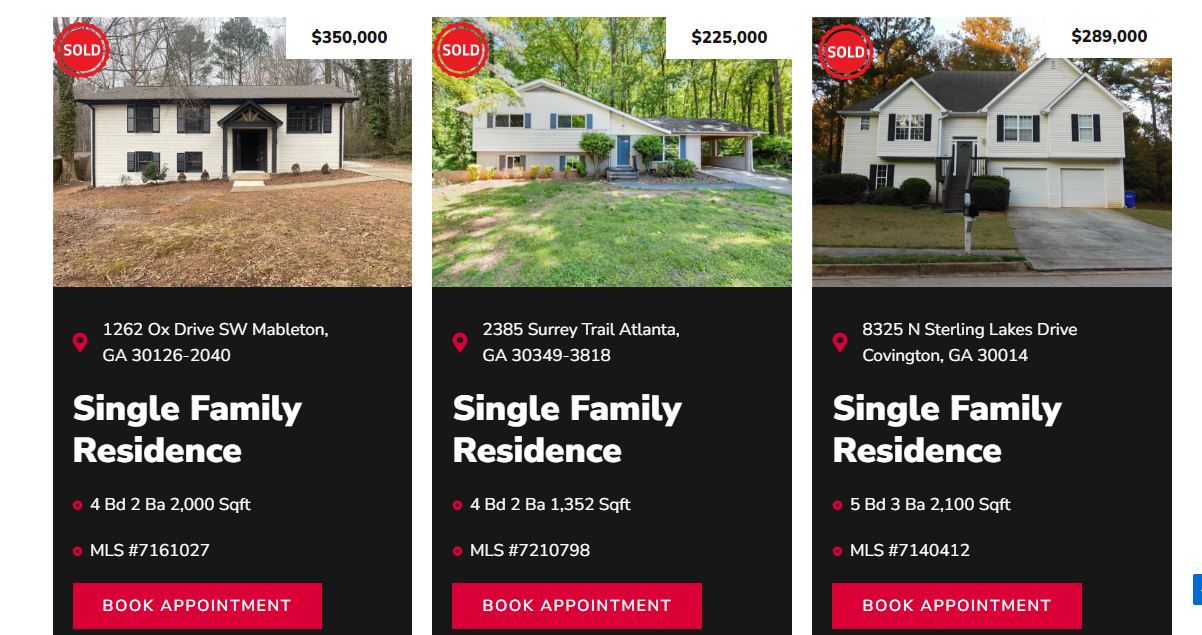 SOLD
$350,000
1262 Ox Drive SW Mableton,
GA 30126-2040
Single Family
Residence
4 Bd 2 Ba 2,000 Sqft
MLS #7161027
BOOK APPOINTMENT
SOLD
$225,000
2385 Surrey Trail Atlanta,
GA 30349-3818
Single Family
Residence
4 Bd 2 Ba 1,352 Sqft
MLS #7210798
BOOK APPOINTMENT
SOLD
$289,000
8325 N Sterling Lakes Drive
Covington, GA 30014
Single Family
Residence
5 Bd 3 Ba 2,100 Sqft
MLS #7140412
BOOK APPOINTMENT